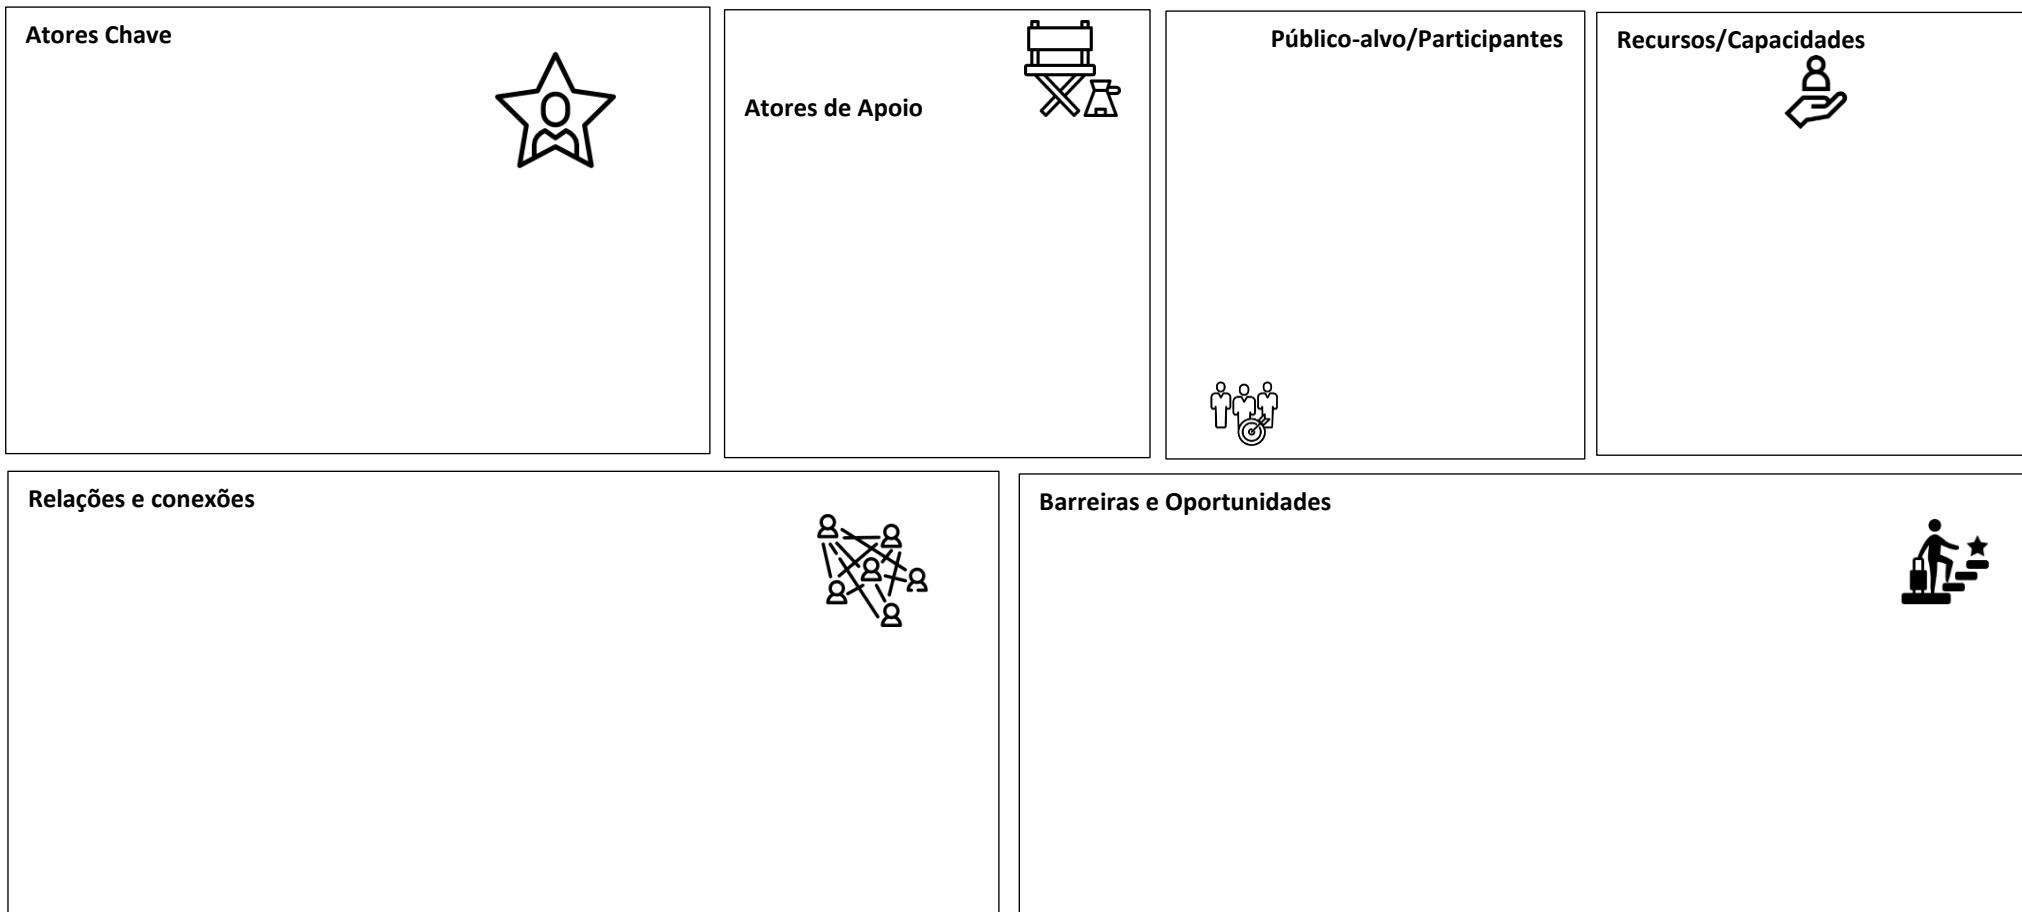 Atores Chave
Atores de Apoio
Público-alvo/Participantes
Recursos/Capacidades
Relações e conexões
Barreiras e Oportunidades